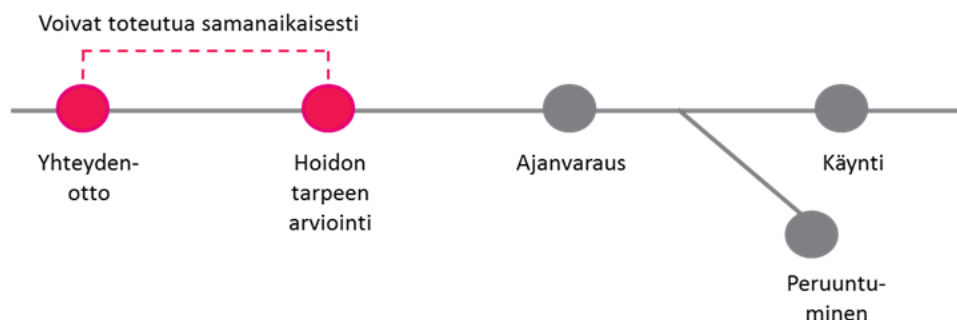 Voivat toteutua samanaikaisesti
Yhteyden-
otto
Hoidon
tarpeen
arviointi
Ajanvaraus
Käynti
Peruuntu-
minen